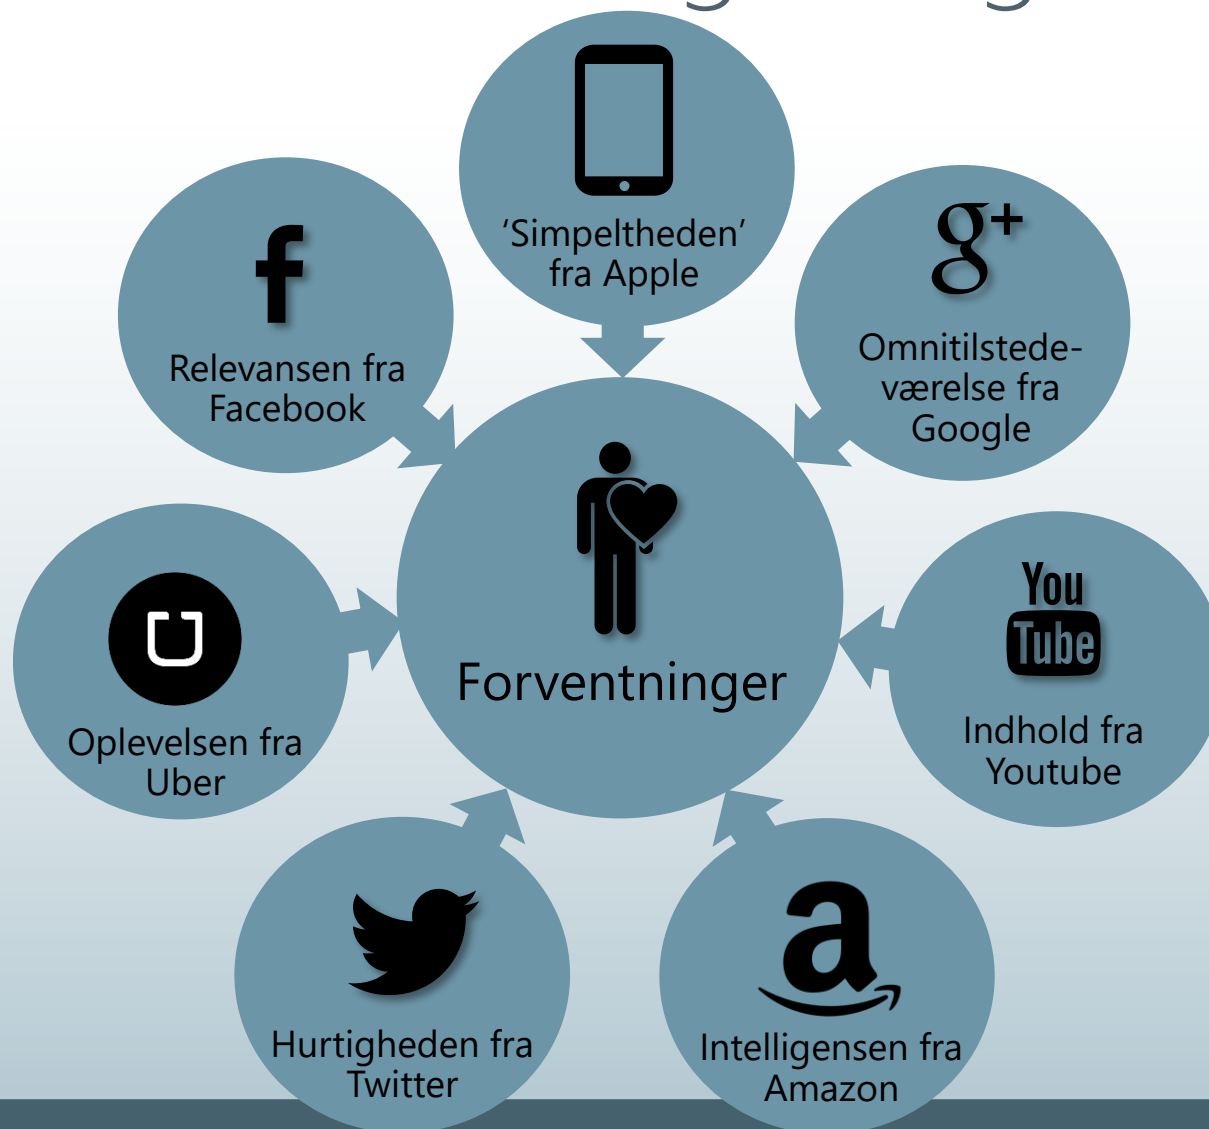 'Simpeltheden'
fra Apple
g+
Omnitilstede-
værelse fra
Google
You
Tube
Indhold fra
Youtube
a
Intelligensen fra
Amazon
Hurtigheden fra
Twitter
U
Oplevelsen fra
Uber
f
Relevansen fra
Facebook
Forventninger